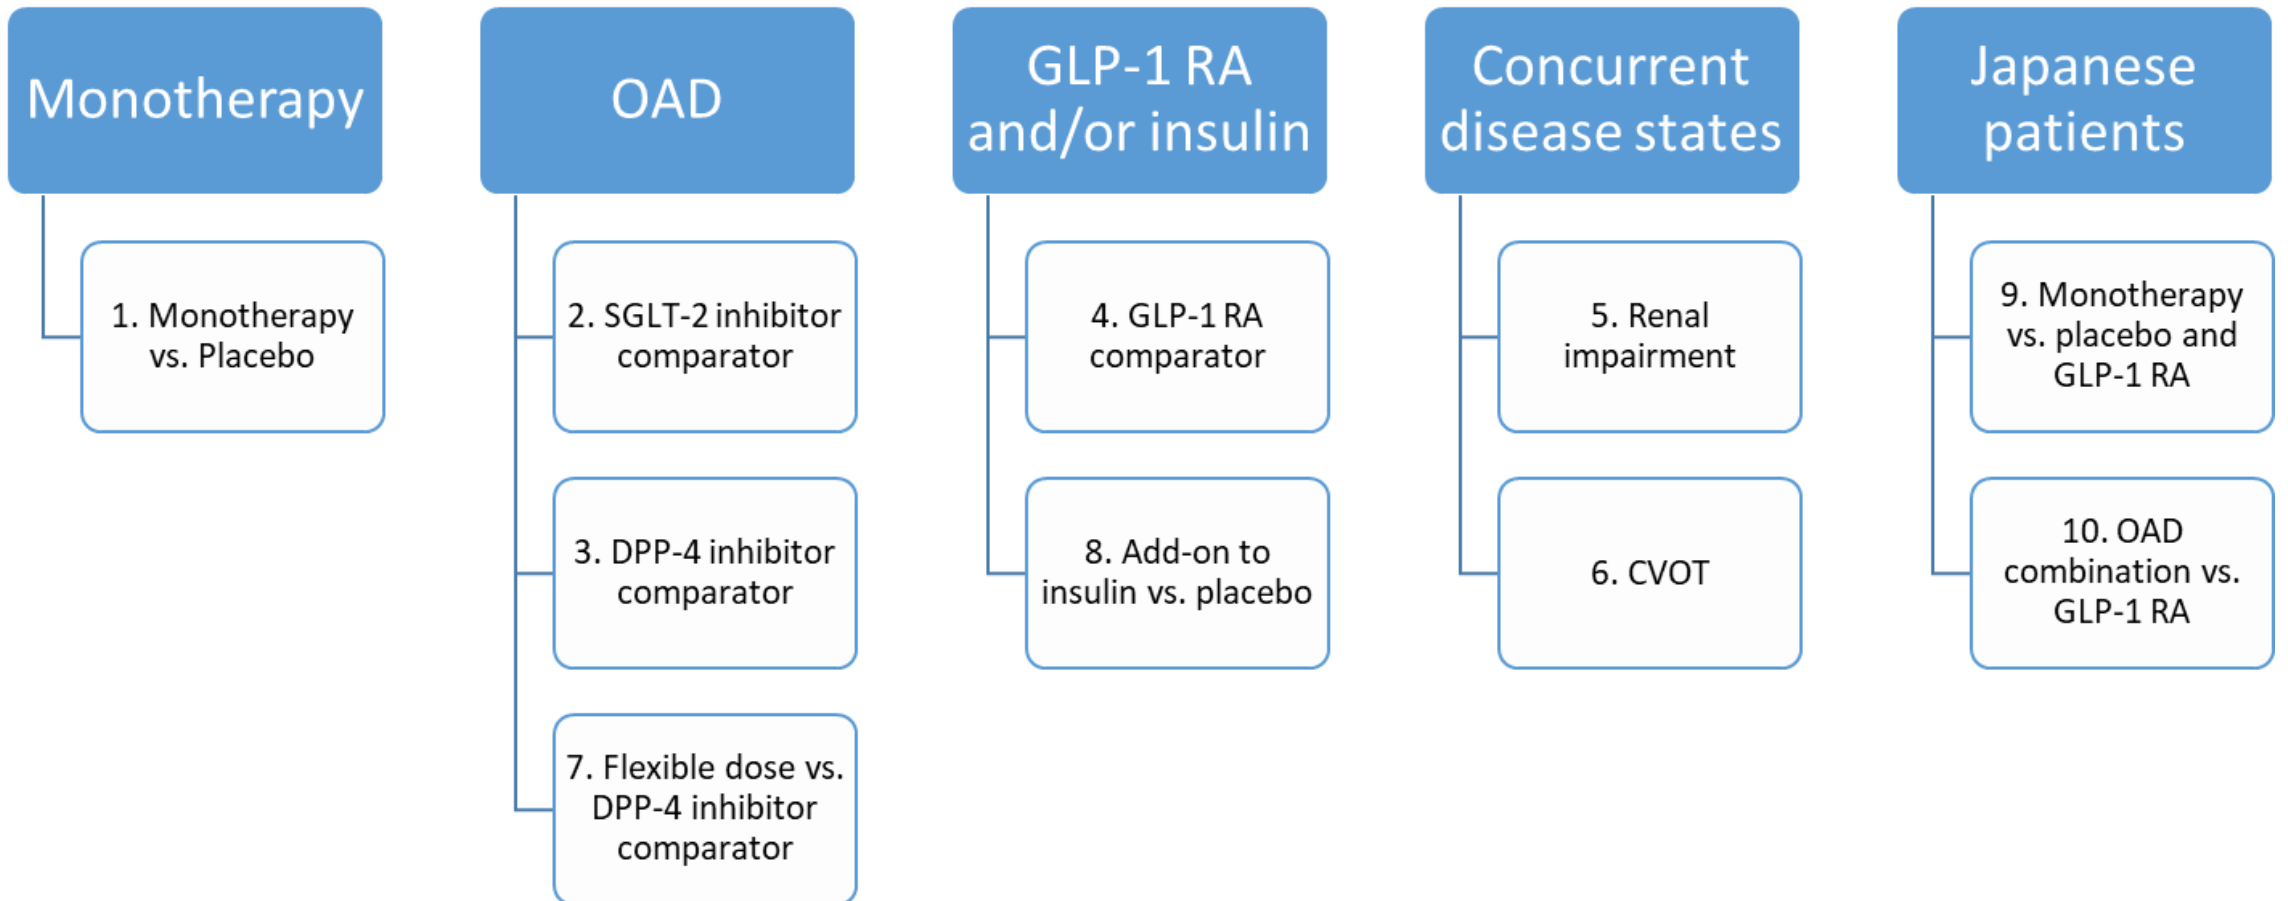 Monotherapy
1. Monotherapy
vs. Placebo
OAD
2. SGLT-2 inhibitor
comparator
3. DPP-4 inhibitor
comparator
7. Flexible dose vs.
DPP-4 inhibitor
comparator
GLP-1 RA
and/or insulin
4. GLP-1 RA
comparator
8. Add-on to
insulin vs. placebo
Concurrent
disease states
5. Renal
impairment
6. CVOT
Japanese
patients
9. Monotherapy
vs. placebo and
GLP-1 RA
10. OAD
combination vs.
GLP-1 RA